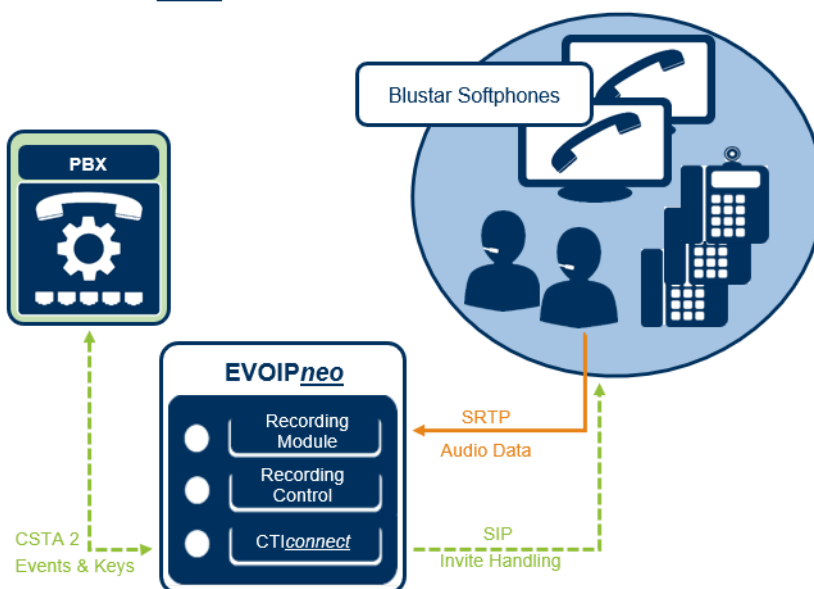 Blustar Softphones
PBX
EVOIPneo
Recording
Module
Recording
Control
CTIconnect
SRTP
Audio Data
CSTA 2
Events & Keys
SIP
Invite Handling